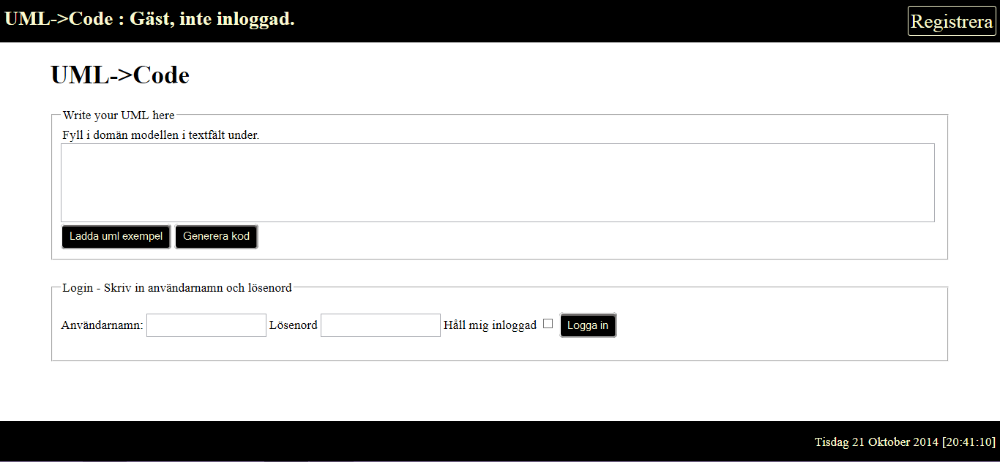 UML->Code : Gäst, inte inloggad. Registrera
UML->Code
Write your UML here
Fyll i domän modellen i textfält under.
Ladda uml exempel Generera kod
Login - Skriv in användarnamn och lösenord
Användarnamn: Lösenord Håll mig inloggad Logga in
Tisdag 21 Oktober 2014 [20:41:10]